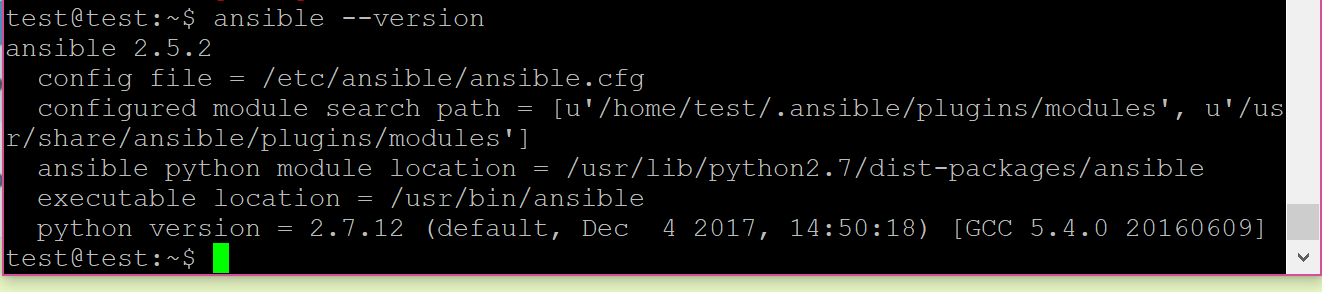 test@test:~$ ansible --version
ansible 2.5.2
  config file = /etc/ansible/ansible.cfg
  configured module search path = [u'/home/test/.ansible/plugins/modules', u'/us
r/share/ansible/plugins/modules']
  ansible python module location = /usr/lib/python2.7/dist-packages/ansible
  executable location = /usr/bin/ansible
  python version = 2.7.12 (default, Dec  4 2017, 14:50:18) [GCC 5.4.0 20160609]
test@test:~$